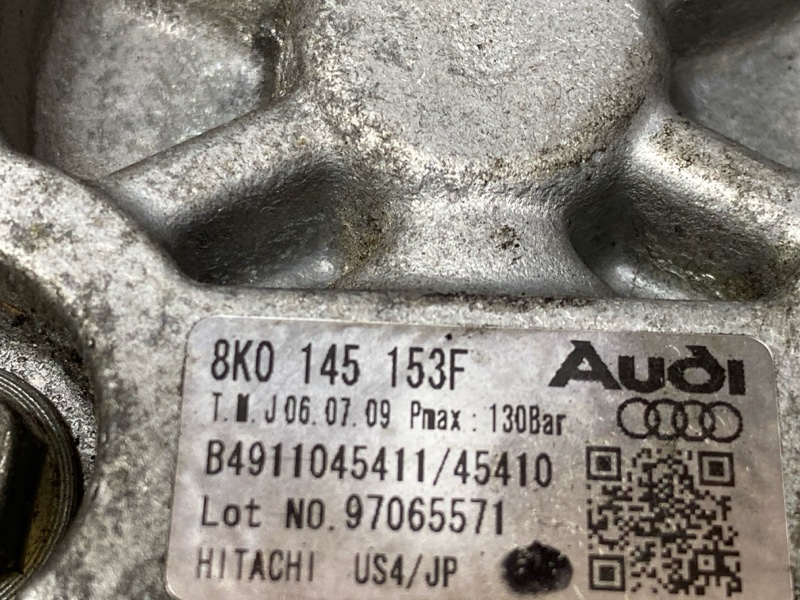 8K0 145 153F Audi
T.M.J 06.07.09 Pmax : 130Bar
B4911045411/45410
Lot NO. 97065571
HITACHI US4/JP